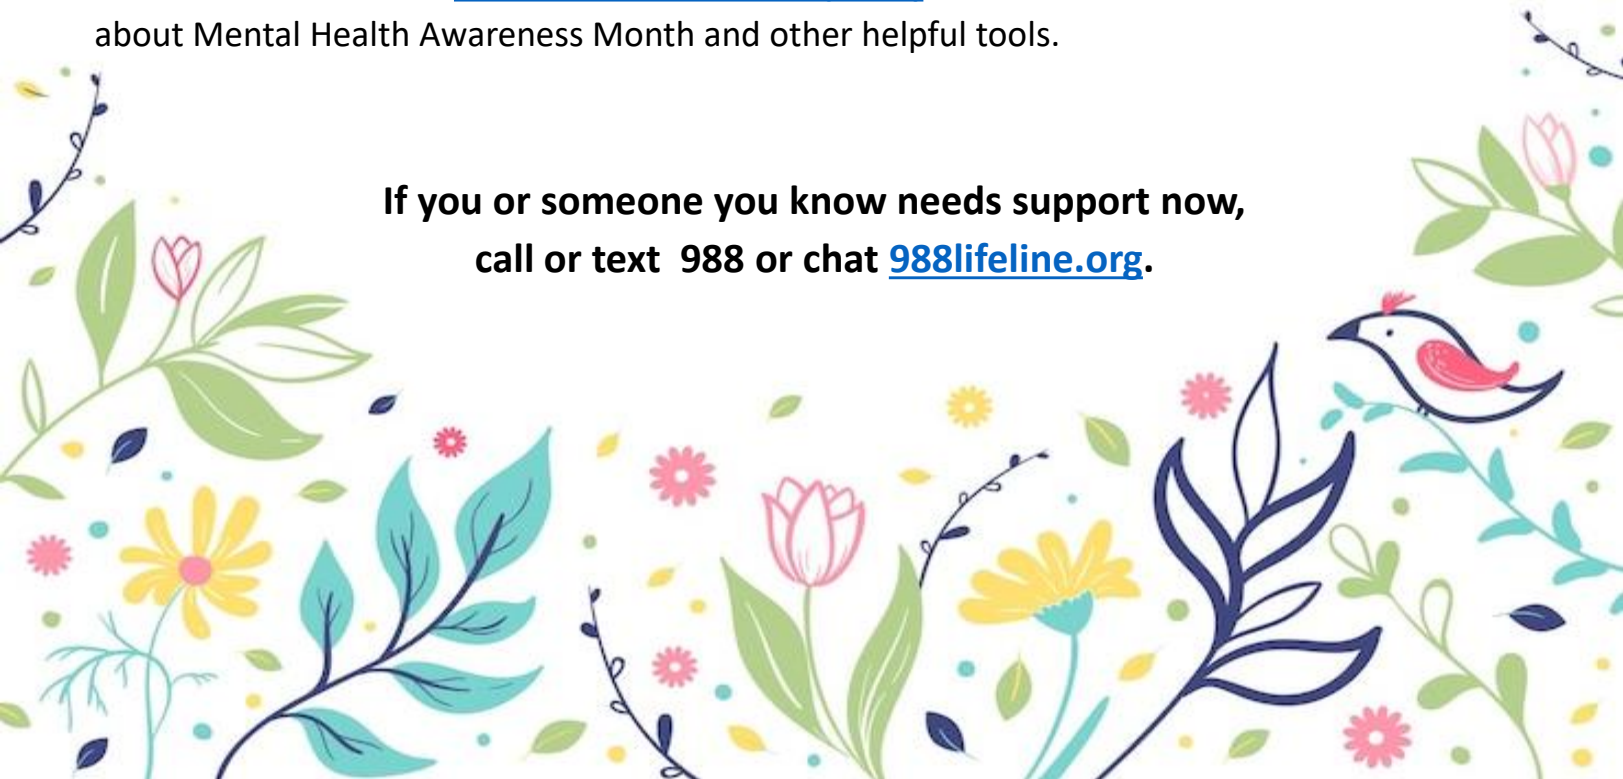 about Mental Health Awareness Month and other helpful tools.
If you or someone you know needs support now,
call or text  988 or chat 988lifeline.org.